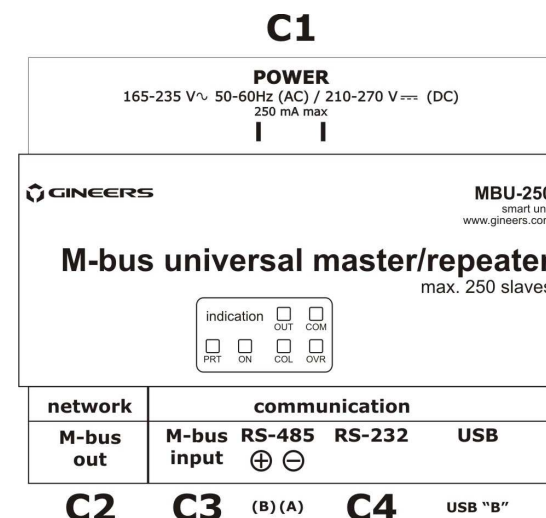 C1
POWER
165-235 V∿ 50-60Hz (AC) / 210-270 V⎓ (DC)
250 mA max
GINEERS
MBU-250
smart un
www.gineers.com
M-bus universal master/repeater
max. 250 slaves
indication OUT COM
PRT ON COL OVR
network communication
M-bus out
M-bus input
RS-485
⊕ ⊖
RS-232
USB
C2 C3 (B) (A) C4 USB "B"